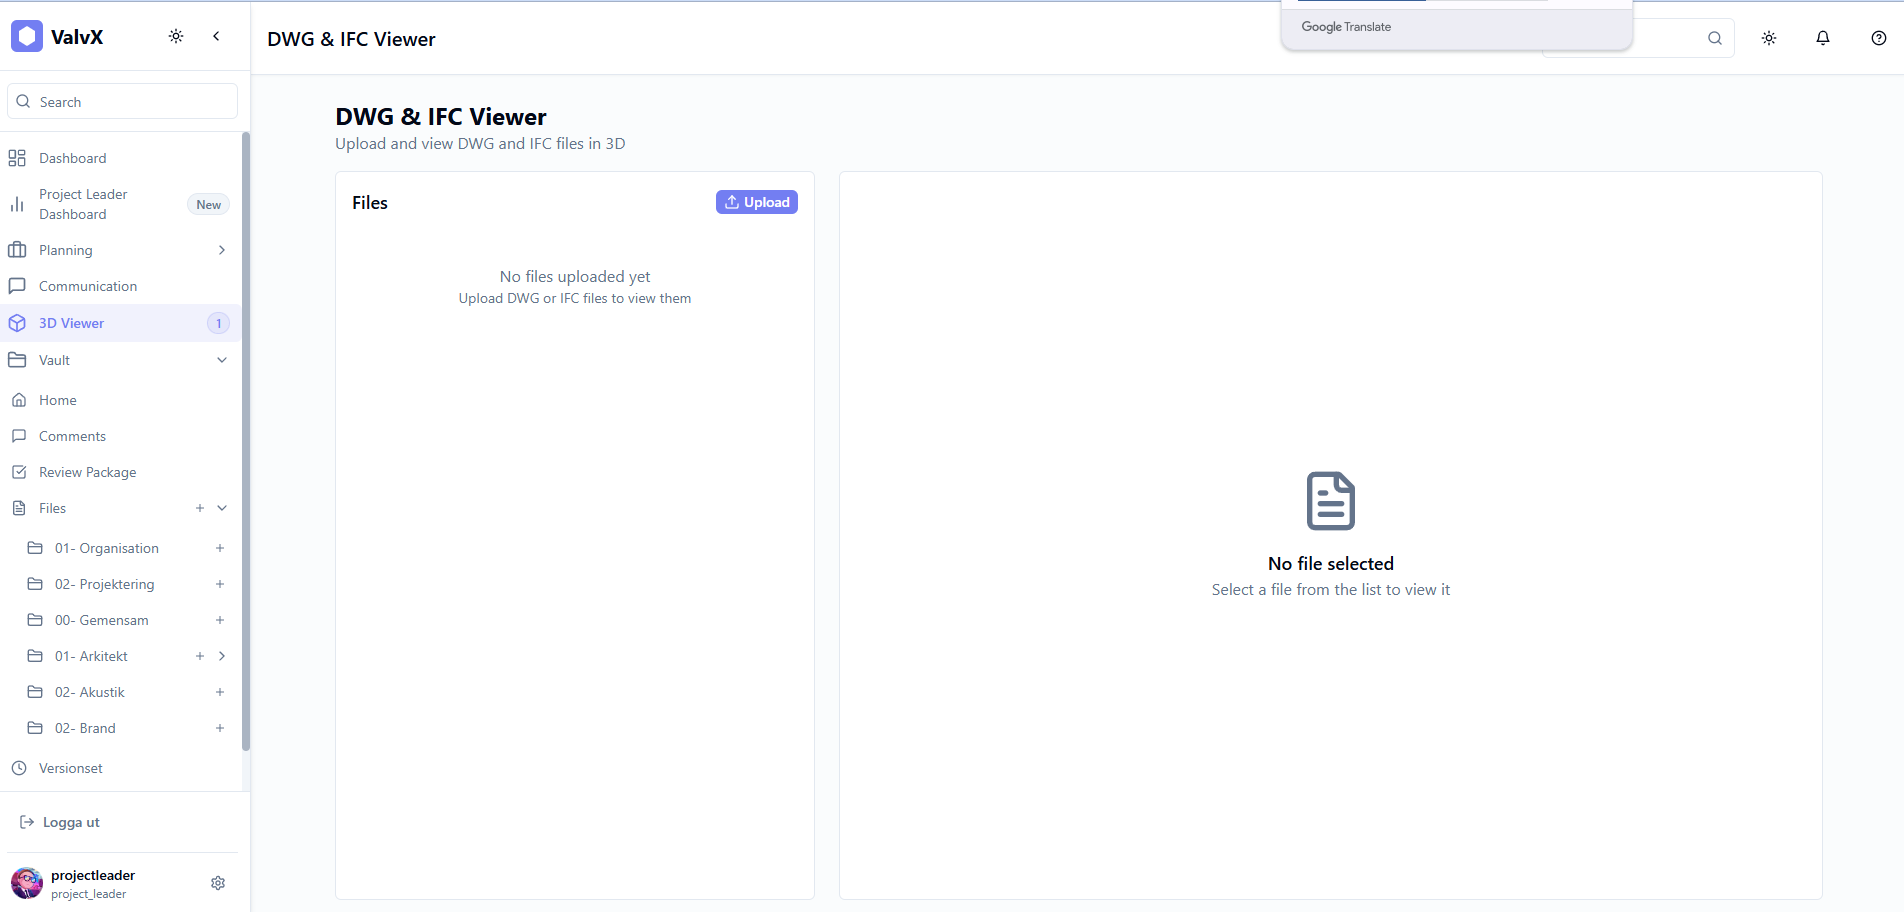 ValvX
Search
Dashboard
Project Leader
Dashboard
New
Planning
Communication
3D Viewer
1
Vault
Home
Comments
Review Package
Files
01- Organisation
02- Projektering
00- Gemensam
01- Arkitekt
02- Akustik
02- Brand
Versionset
Logga ut
projectleader
project_leader
DWG & IFC Viewer
Google Translate
DWG & IFC Viewer
Upload and view DWG and IFC files in 3D
Files
Upload
No files uploaded yet
Upload DWG or IFC files to view them
No file selected
Select a file from the list to view it